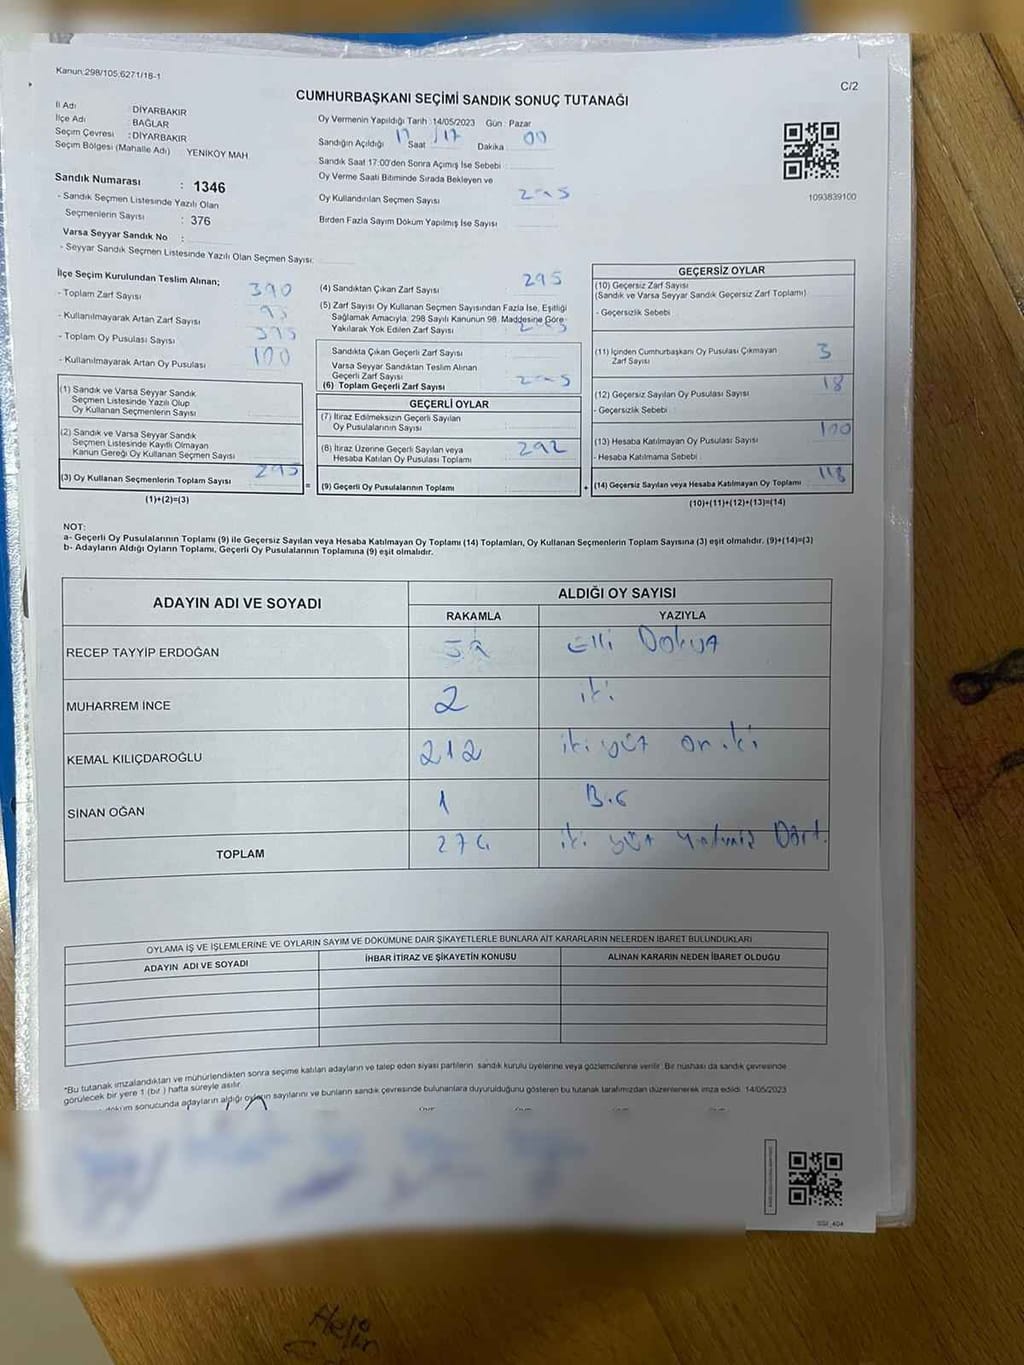 Kanun:298/105;6271/18-1
C/2
CUMHURBAŞKANI SEÇİMİ SANDIK SONUÇ TUTANAĞI
İl Adı DİYARBAKIR
İlçe Adı BAĞLAR
Seçim Çevresi : DİYARBAKIR
Seçim Bölgesi (Mahalle Adı) YENİKÖY MAH.
Sandık Numarası : 1346
- Sandık Seçmen Listesinde Yazılı Olan
Seçmenlerin Sayısı : 376
Varsa Seyyar Sandık No :
- Seyyar Sandık Seçmen Listesinde Yazılı Olan Seçmen Sayısı:
Oy Vermenin Yapıldığı Tarih :14/05/2023 Gün : Pazar
Sandığın Açıldığı Saat 17 Dakika 00
Sandık Saat 17:00'den Sonra Açımış İse Sebebi :
Oy Verme Saati Bitiminde Sırada Bekleyen ve
Oy Kullandırılan Seçmen Sayısı 295
Birden Fazla Sayım Döküm Yapılmış İse Sayısı
1093839100
İlçe Seçim Kurulundan Teslim Alınan;
- Toplam Zarf Sayısı 390
- Kullanılmayarak Artan Zarf Sayısı 95
- Toplam Oy Pusulası Sayısı 395
- Kullanılmayarak Artan Oy Pusulası 100
(1) Sandık ve Varsa Seyyar Sandık
Seçmen Listesinde Yazılı Olup
Oy Kullanan Seçmenlerin Sayısı
(2) Sandık ve Varsa Seyyar Sandık
Seçmen Listesinde Kayıtlı Olmayan
Kanun Gereği Oy Kullanan Seçmen Sayısı
(3) Oy Kullanan Seçmenlerin Toplam Sayısı 295
(1)+(2)=(3)
(4) Sandıktan Çıkan Zarf Sayısı 295
(5) Zarf Sayısı Oy Kullanan Seçmen Sayısından Fazla İse, Eşitliği
Sağlamak Amacıyla, 298 Sayılı Kanunun 98. Maddesine Göre
Yakılarak Yok Edilen Zarf Sayısı 295
Sandıkta Çıkan Geçerli Zarf Sayısı
Varsa Seyyar Sandıktan Teslim Alınan
Geçerli Zarf Sayısı
(6) Toplam Geçerli Zarf Sayısı 295
GEÇERLİ OYLAR
(7) İtiraz Edilmeksizin Geçerli Sayılan
Oy Pusulalarının Sayısı
(8) İtiraz Üzerine Geçerli Sayılan veya
Hesaba Katılan Oy Pusulası Toplamı 292
= (9) Geçerli Oy Pusulalarının Toplamı
GEÇERSİZ OYLAR
(10) Geçersiz Zarf Sayısı
(Sandık ve Varsa Seyyar Sandık Geçersiz Zarf Toplamı)
- Geçersizlik Sebebi :
(11) İçinden Cumhurbaşkanı Oy Pusulası Çıkmayan
Zarf Sayısı 3
(12) Geçersiz Sayılan Oy Pusulası Sayısı 18
- Geçersizlik Sebebi :
(13) Hesaba Katılmayan Oy Pusulası Sayısı 100
- Hesaba Katılmama Sebebi :
+ (14) Geçersiz Sayılan veya Hesaba Katılmayan Oy Toplamı 118
(10)+(11)+(12)+(13)=(14)
NOT:
a- Geçerli Oy Pusulalarının Toplamı (9) ile Geçersiz Sayılan veya Hesaba Katılmayan Oy Toplamı (14) Toplamları, Oy Kullanan Seçmenlerin Toplam Sayısına (3) eşit olmalıdır. (9)+(14)=(3)
b- Adayların Aldığı Oyların Toplamı, Geçerli Oy Pusulalarının Toplamına (9) eşit olmalıdır.
ADAYIN ADI VE SOYADI ALDIĞI OY SAYISI
RAKAMLA YAZIYLA
RECEP TAYYİP ERDOĞAN 59 Elli Dokuz
MUHARREM İNCE 2 iki
KEMAL KILIÇDAROĞLU 212 iki yüz on iki
SİNAN OĞAN 1 Bir
TOPLAM 274 iki yüz yetmiş Dört
OYLAMA İŞ VE İŞLEMLERİNE VE OYLARIN SAYIM VE DÖKÜMÜNE DAİR ŞİKAYETLERLE BUNLARA AİT KARARLARIN NELERDEN İBARET BULUNDUKLARI
ADAYIN ADI VE SOYADI İHBAR İTİRAZ VE ŞİKAYETİN KONUSU ALINAN KARARIN NEDEN İBARET OLDUĞU
*Bu tutanak imzalandıktan ve mühürlendikten sonra seçime katılan adayların ve talep eden siyasi partilerin sandık kurulu üyelerine veya gözlemcilerine verilir. Bir nüshası da sandık çevresinde
görülecek bir yere 1 (bir) hafta süreyle asılır.
döküm sonucunda adayların aldığı oyların sayılarını ve bunların sandık çevresinde bulunanlara duyurulduğunu gösteren bu tutanak tarafımızdan düzenlenerek imza edildi. 14/05/2023
Helin